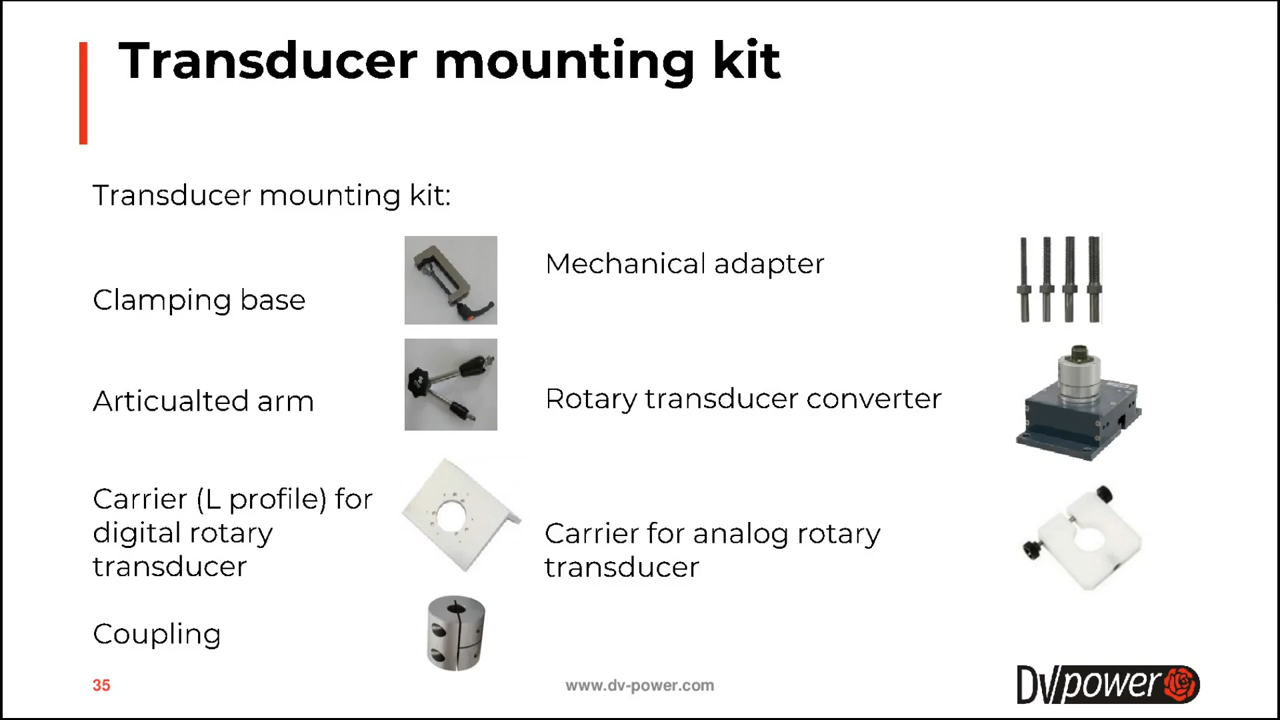 Transducer mounting kit
Transducer mounting kit:
Clamping base
Articualted arm
Carrier (L profile) for
digital rotary
transducer
Coupling
Mechanical adapter
Rotary transducer converter
Carrier for analog rotary
transducer
35
www.dv-power.com
DV power